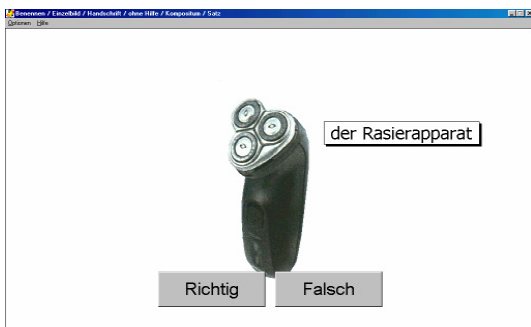 Benennen / Einzelbild / Handschrift / ohne Hilfe / Kompositum / Satz
Optionen Hilfe
der Rasierapparat
Richtig Falsch